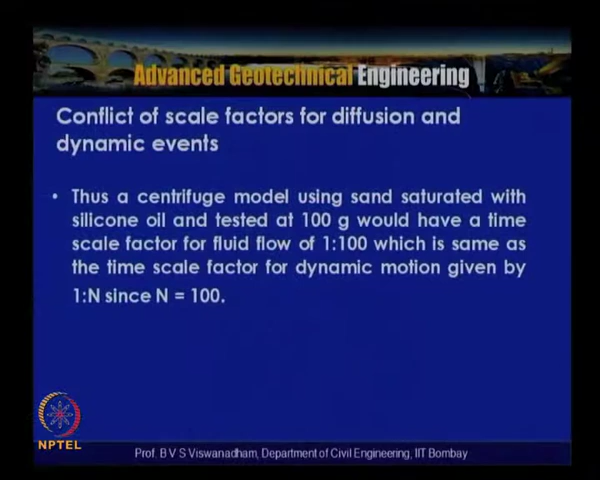 Advanced Geotechnical Engineering
Conflict of scale factors for diffusion and
dynamic events
• Thus a centrifuge model using sand saturated with
silicone oil and tested at 100 g would have a time
scale factor for fluid flow of 1:100 which is same as
the time scale factor for dynamic motion given by
1:N since N = 100.
NPTEL
Prof. B V S Viswanadham, Department of Civil Engineering, IIT Bombay